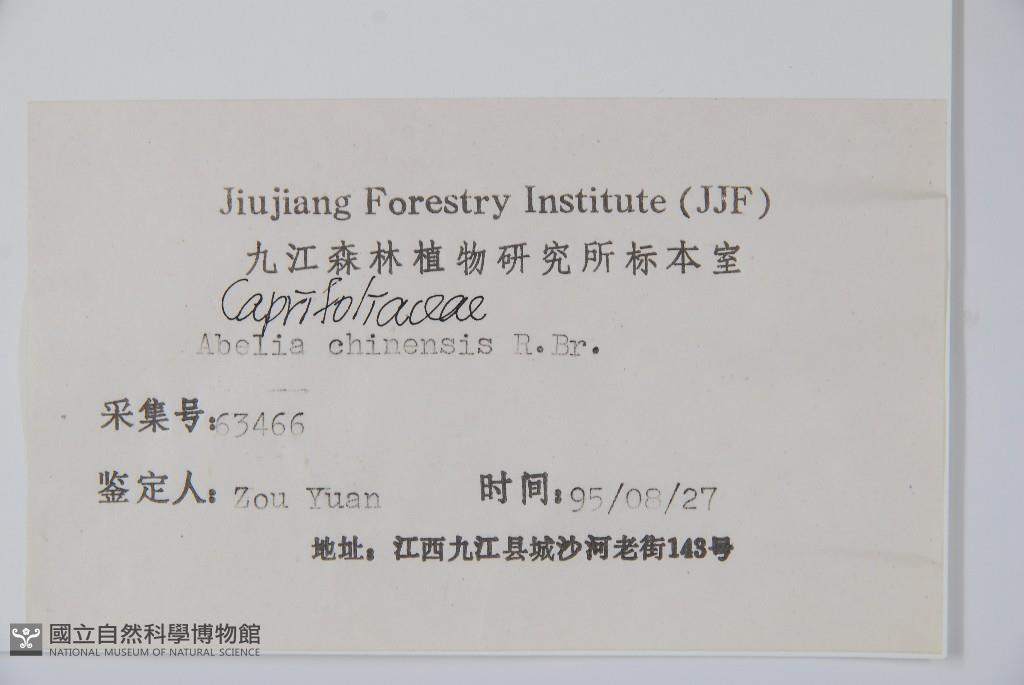 Jiujiang Forestry Institute (JJF)
九江森林植物研究所标本室
Caprifoliaceae
Abelia chinensis R.Br.
采集号:63466
鉴定人: Zou Yuan 时间:95/08/27
地址: 江西九江县城沙河老街143号
國立自然科學博物館
NATIONAL MUSEUM OF NATURAL SCIENCE